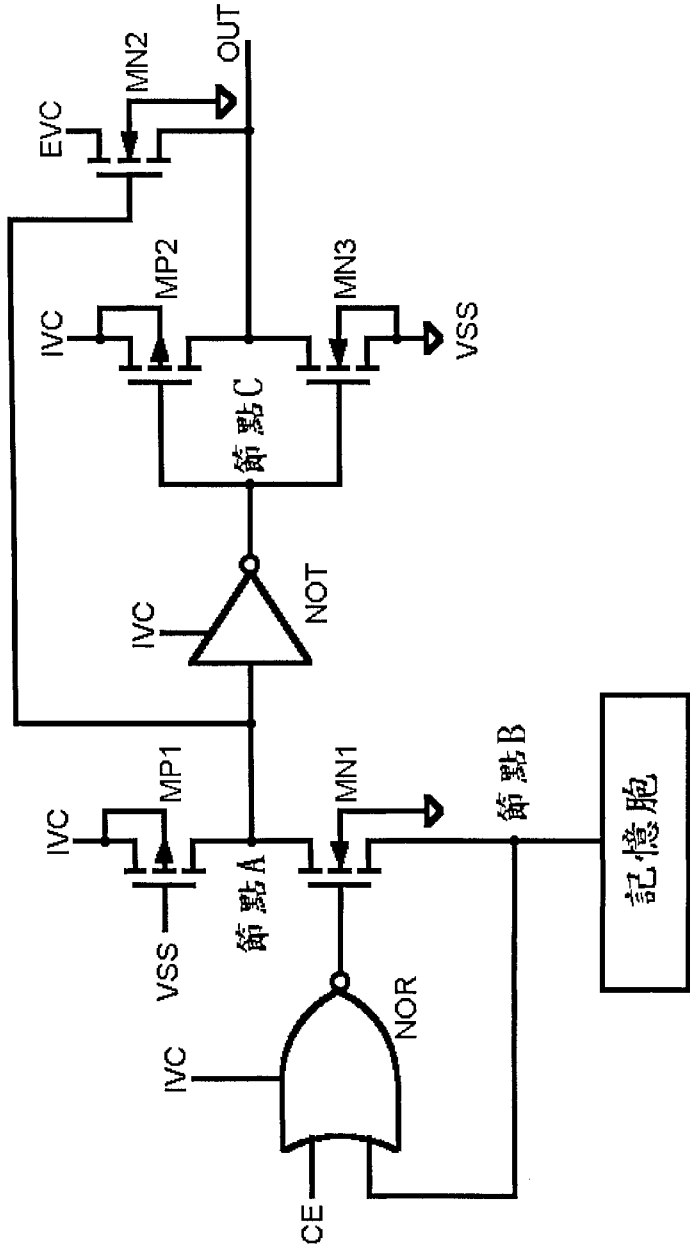 IVC
MP1
VSS
節點A
MN1
IVC
CE
NOR
節點B
記憶胞
IVC
NOT
節點C
IVC
MP2
MN3
VSS
EVC
MN2
OUT